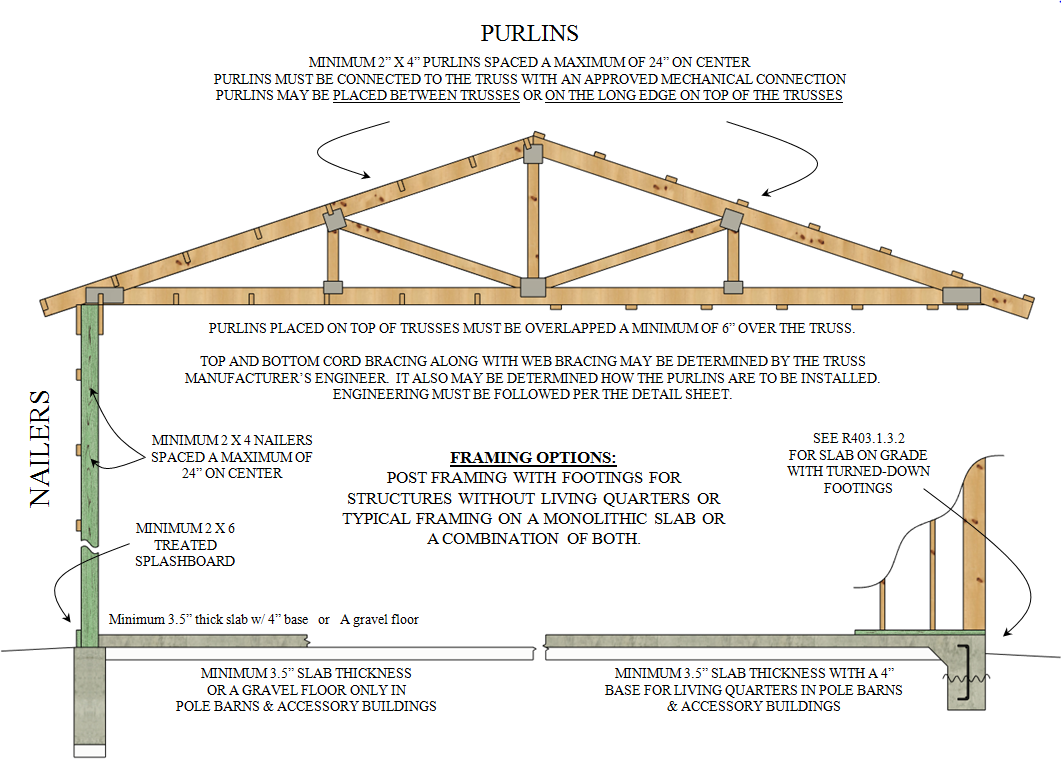 PURLINS
MINIMUM 2” X 4” PURLINS SPACED A MAXIMUM OF 24” ON CENTER
PURLINS MUST BE CONNECTED TO THE TRUSS WITH AN APPROVED MECHANICAL CONNECTION
PURLINS MAY BE PLACED BETWEEN TRUSSES OR ON THE LONG EDGE ON TOP OF THE TRUSSES
PURLINS PLACED ON TOP OF TRUSSES MUST BE OVERLAPPED A MINIMUM OF 6” OVER THE TRUSS.
TOP AND BOTTOM CORD BRACING ALONG WITH WEB BRACING MAY BE DETERMINED BY THE TRUSS
MANUFACTURER’S ENGINEER. IT ALSO MAY BE DETERMINED HOW THE PURLINS ARE TO BE INSTALLED.
ENGINEERING MUST BE FOLLOWED PER THE DETAIL SHEET.
NAILERS
MINIMUM 2 X 4 NAILERS
SPACED A MAXIMUM OF
24” ON CENTER
FRAMING OPTIONS:
POST FRAMING WITH FOOTINGS FOR
STRUCTURES WITHOUT LIVING QUARTERS OR
TYPICAL FRAMING ON A MONOLITHIC SLAB OR
A COMBINATION OF BOTH.
SEE R403.1.3.2
FOR SLAB ON GRADE
WITH TURNED-DOWN
FOOTINGS
MINIMUM 2 X 6
TREATED
SPLASHBOARD
Minimum 3.5” thick slab w/ 4” base or A gravel floor
MINIMUM 3.5” SLAB THICKNESS
OR A GRAVEL FLOOR ONLY IN
POLE BARNS & ACCESSORY BUILDINGS
MINIMUM 3.5” SLAB THICKNESS WITH A 4”
BASE FOR LIVING QUARTERS IN POLE BARNS
& ACCESSORY BUILDINGS